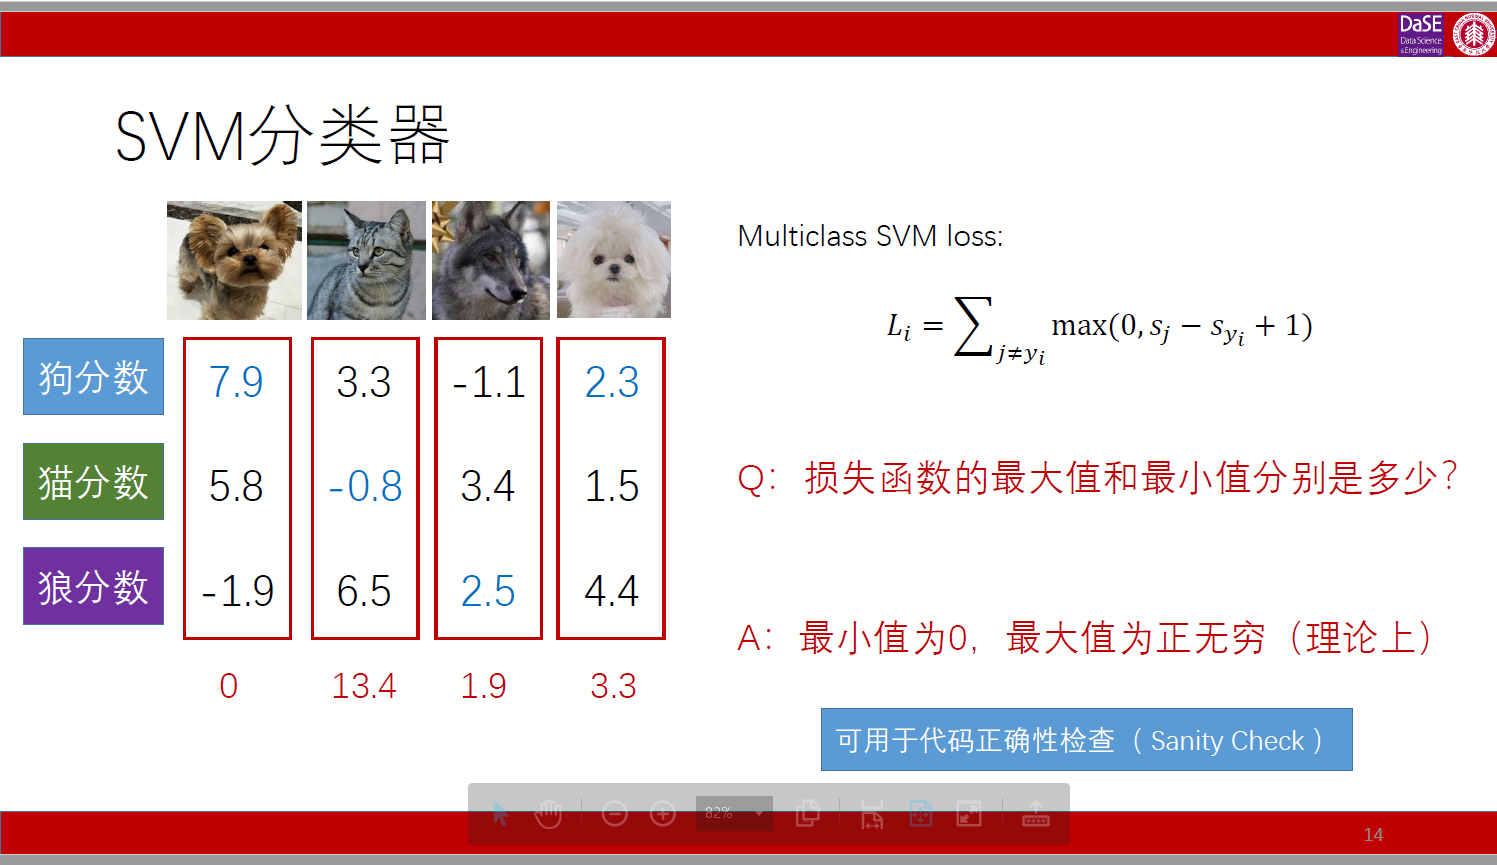 DaSE
Data Science
& Engineering
SVM分类器
Multiclass SVM loss:
L_i = ∑_{j≠y_i} max(0, s_j − s_{y_i} + 1)
狗分数 7.9 3.3 -1.1 2.3
猫分数 5.8 -0.8 3.4 1.5
狼分数 -1.9 6.5 2.5 4.4
0 13.4 1.9 3.3
Q：损失函数的最大值和最小值分别是多少？
A：最小值为0，最大值为正无穷（理论上）
可用于代码正确性检查（ Sanity Check ）
82%
14